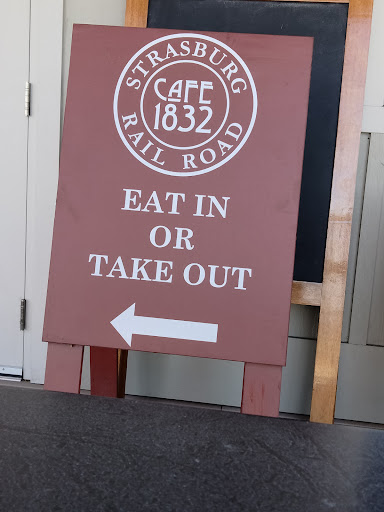 STRASBURG
CAFE
1832
RAIL ROAD
EAT IN
OR
TAKE OUT